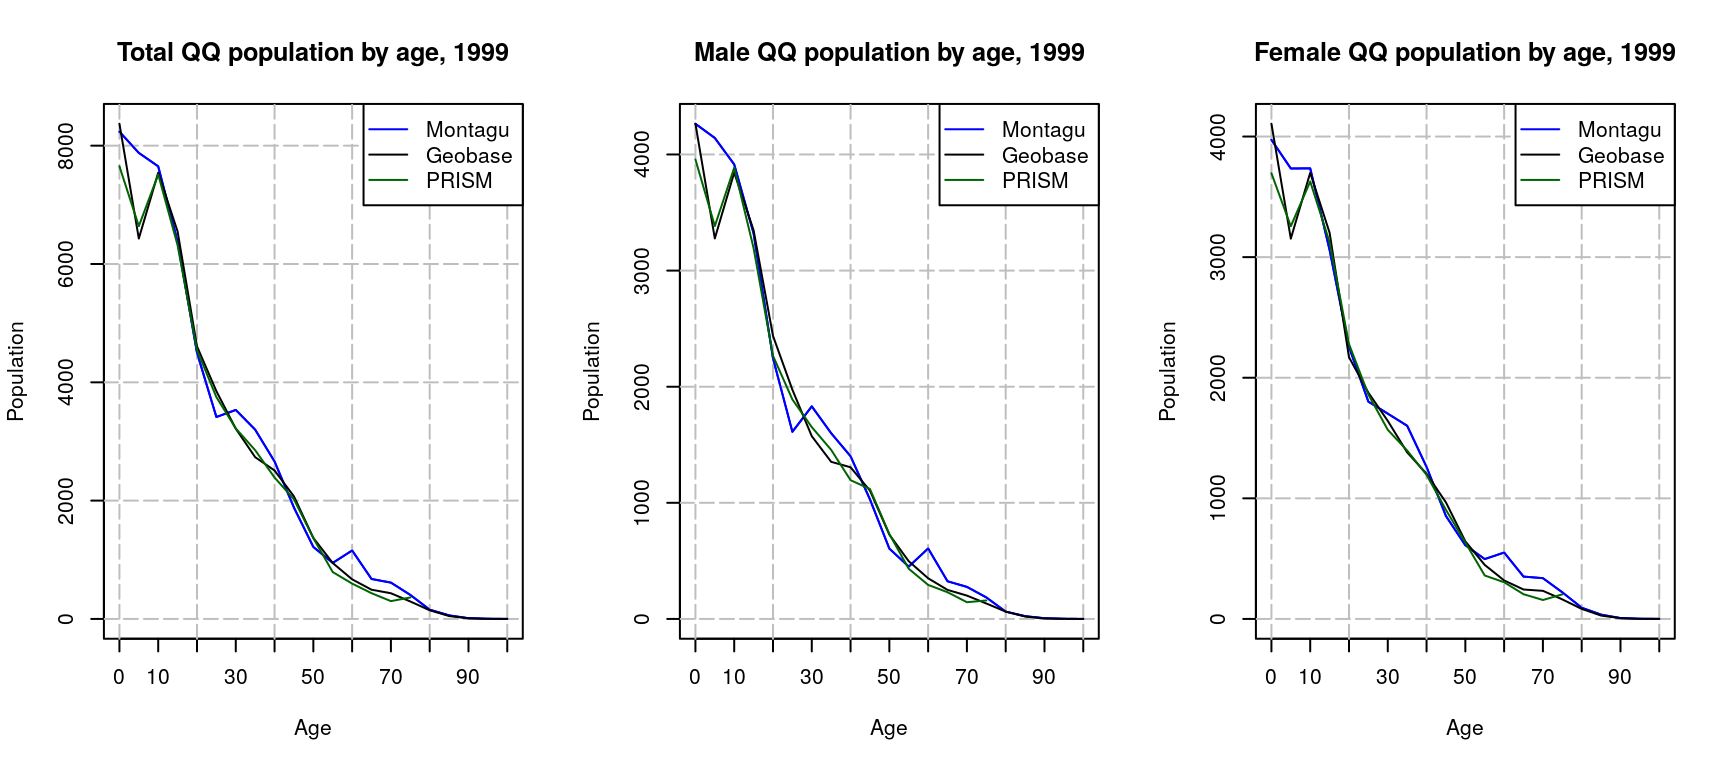 Total QQ population by age, 1999
Montagu
Geobase
PRISM
Population
8000
6000
4000
2000
0
0 10 30 50 70 90
Age
Male QQ population by age, 1999
Montagu
Geobase
PRISM
Population
4000
3000
2000
1000
0
0 10 30 50 70 90
Age
Female QQ population by age, 1999
Montagu
Geobase
PRISM
Population
4000
3000
2000
1000
0
0 10 30 50 70 90
Age